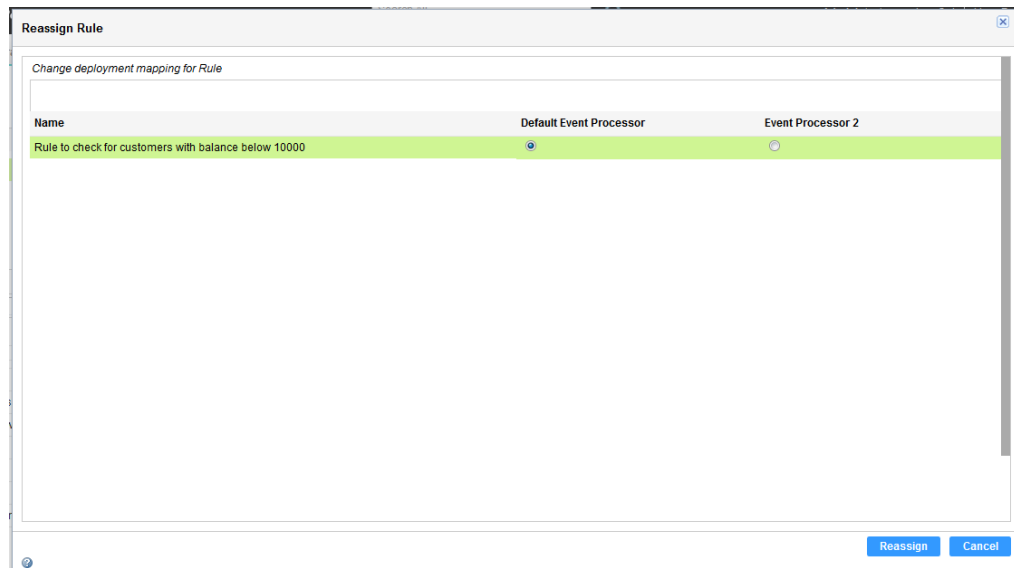 Reassign Rule
Change deployment mapping for Rule
Name Default Event Processor Event Processor 2
Rule to check for customers with balance below 10000
Reassign Cancel